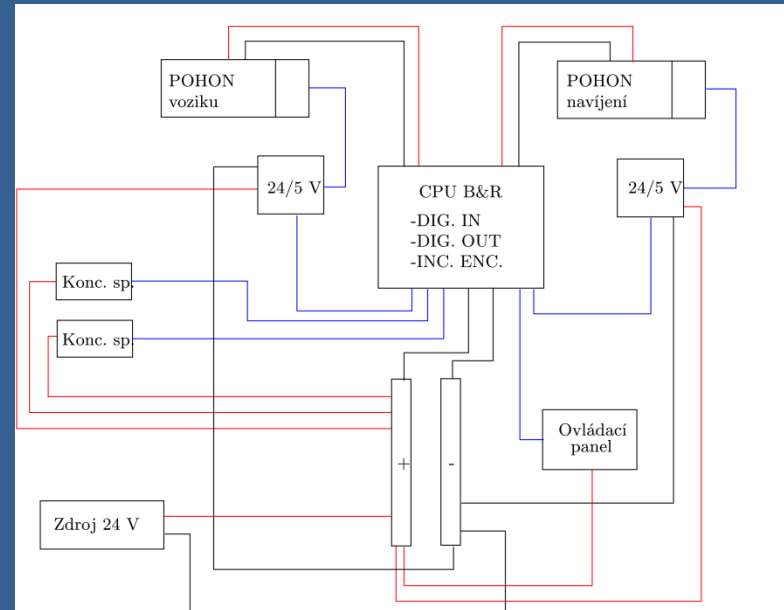 POHON
voziku
POHON
navíjení
24/5 V
CPU B&R
-DIG. IN
-DIG. OUT
-INC. ENC.
24/5 V
Konc. sp.
Konc. sp.
Ovládací
panel
+
-
Zdroj 24 V